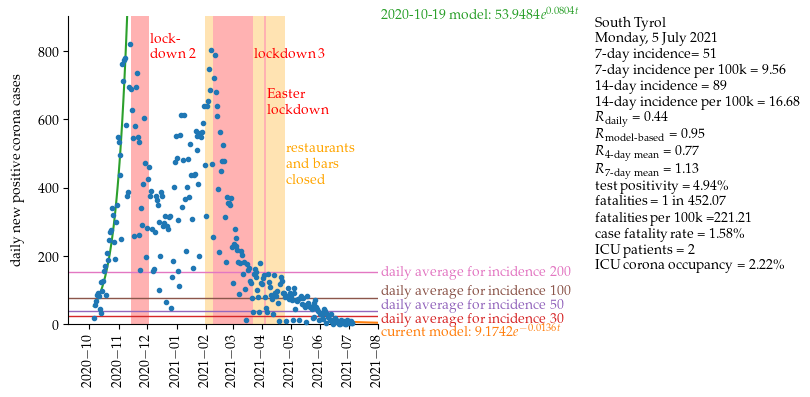 2020-10-19 model: 53.9484e^{0.0804t}
South Tyrol
Monday, 5 July 2021
7-day incidence= 51
7-day incidence per 100k = 9.56
14-day incidence = 89
14-day incidence per 100k = 16.68
R_daily = 0.44
R_model-based = 0.95
R_4-day mean = 0.77
R_7-day mean = 1.13
test positivity = 4.94%
fatalities = 1 in 452.07
fatalities per 100k =221.21
case fatality rate = 1.58%
ICU patients = 2
ICU corona occupancy = 2.22%
lock-
down 2
lockdown 3
Easter
lockdown
restaurants
and bars
closed
daily new positive corona cases
800
600
400
200
0
daily average for incidence 200
daily average for incidence 100
daily average for incidence 50
daily average for incidence 30
current model: 9.1742e^{−0.0136t}
2020−10
2020−11
2020−12
2021−01
2021−02
2021−03
2021−04
2021−05
2021−06
2021−07
2021−08